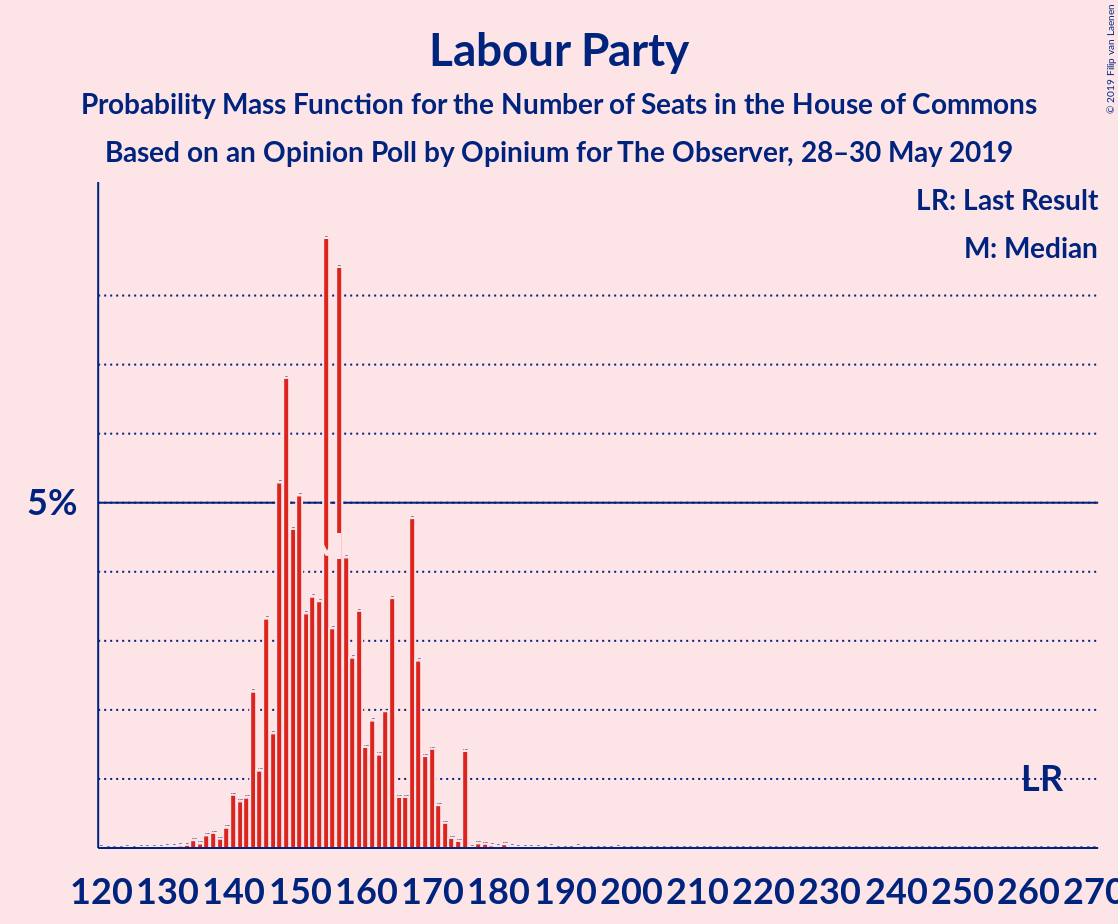 Labour Party
Probability Mass Function for the Number of Seats in the House of Commons
Based on an Opinion Poll by Opinium for The Observer, 28–30 May 2019
© 2019 Filip van Laenen
LR: Last Result
M: Median
5%
LR
120 130 140 150 160 170 180 190 200 210 220 230 240 250 260 270